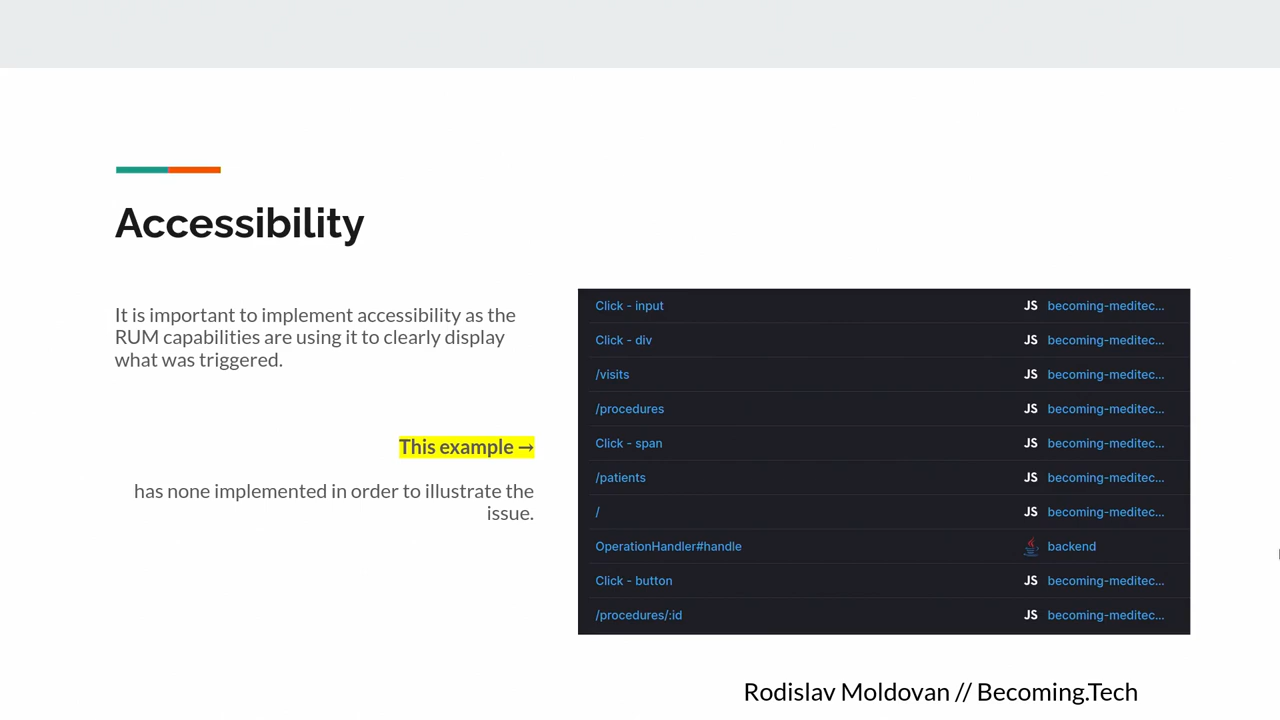 Accessibility
It is important to implement accessibility as the
RUM capabilities are using it to clearly display
what was triggered.
This example →
has none implemented in order to illustrate the
issue.
Click - input JS becoming-meditec...
Click - div JS becoming-meditec...
/visits JS becoming-meditec...
/procedures JS becoming-meditec...
Click - span JS becoming-meditec...
/patients JS becoming-meditec...
/ JS becoming-meditec...
OperationHandler#handle backend
Click - button JS becoming-meditec...
/procedures/:id JS becoming-meditec...
Rodislav Moldovan // Becoming.Tech